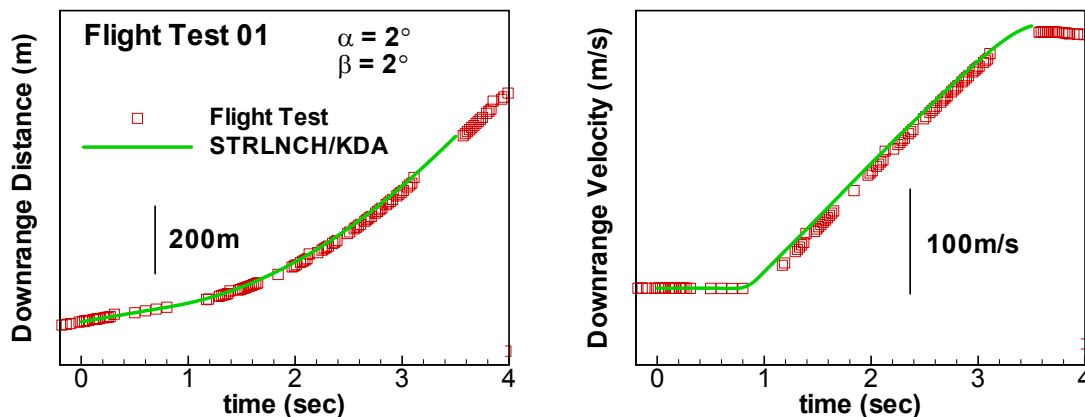 Flight Test 01
α = 2°
β = 2°
Flight Test
STRLNCH/KDA
200m
Downrange Distance (m)
0 1 2 3 4
time (sec)
100m/s
Downrange Velocity (m/s)
0 1 2 3 4
time (sec)